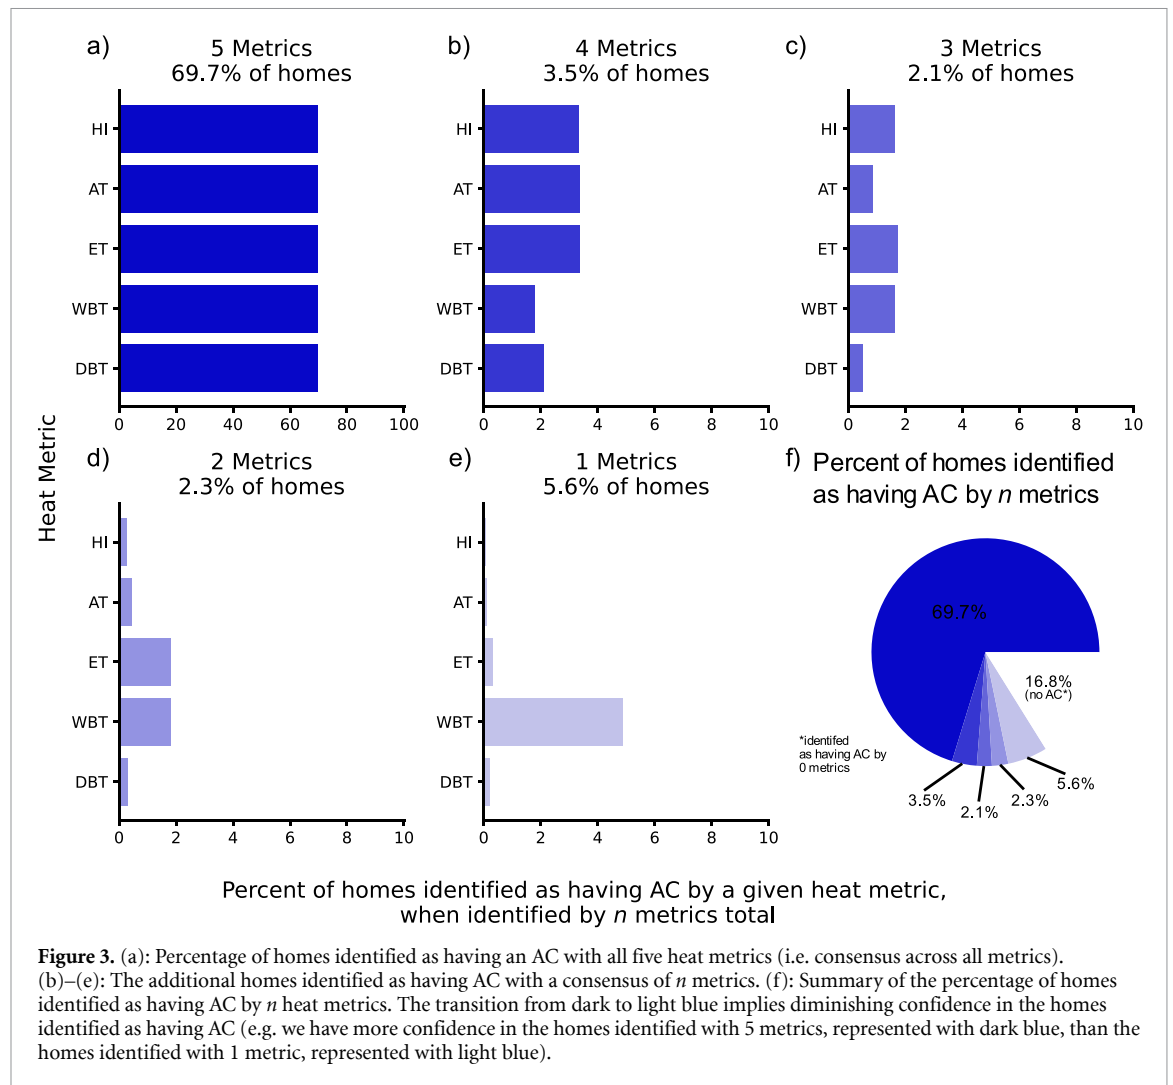 a)
5 Metrics
69.7% of homes
HI
AT
ET
WBT
DBT
0 20 40 60 80 100
b)
4 Metrics
3.5% of homes
HI
AT
ET
WBT
DBT
0 2 4 6 8 10
c)
3 Metrics
2.1% of homes
HI
AT
ET
WBT
DBT
0 2 4 6 8 10
Heat Metric
d)
2 Metrics
2.3% of homes
HI
AT
ET
WBT
DBT
0 2 4 6 8 10
e)
1 Metrics
5.6% of homes
HI
AT
ET
WBT
DBT
0 2 4 6 8 10
f) Percent of homes identified
as having AC by n metrics
69.7%
16.8%
(no AC*)
*identifed
as having AC by
0 metrics
3.5%
2.1%
2.3%
5.6%
Percent of homes identified as having AC by a given heat metric,
when identified by n metrics total
Figure 3. (a): Percentage of homes identified as having an AC with all five heat metrics (i.e. consensus across all metrics).
(b)–(e): The additional homes identified as having AC with a consensus of n metrics. (f): Summary of the percentage of homes
identified as having AC by n heat metrics. The transition from dark to light blue implies diminishing confidence in the homes
identified as having AC (e.g. we have more confidence in the homes identified with 5 metrics, represented with dark blue, than the
homes identified with 1 metric, represented with light blue).